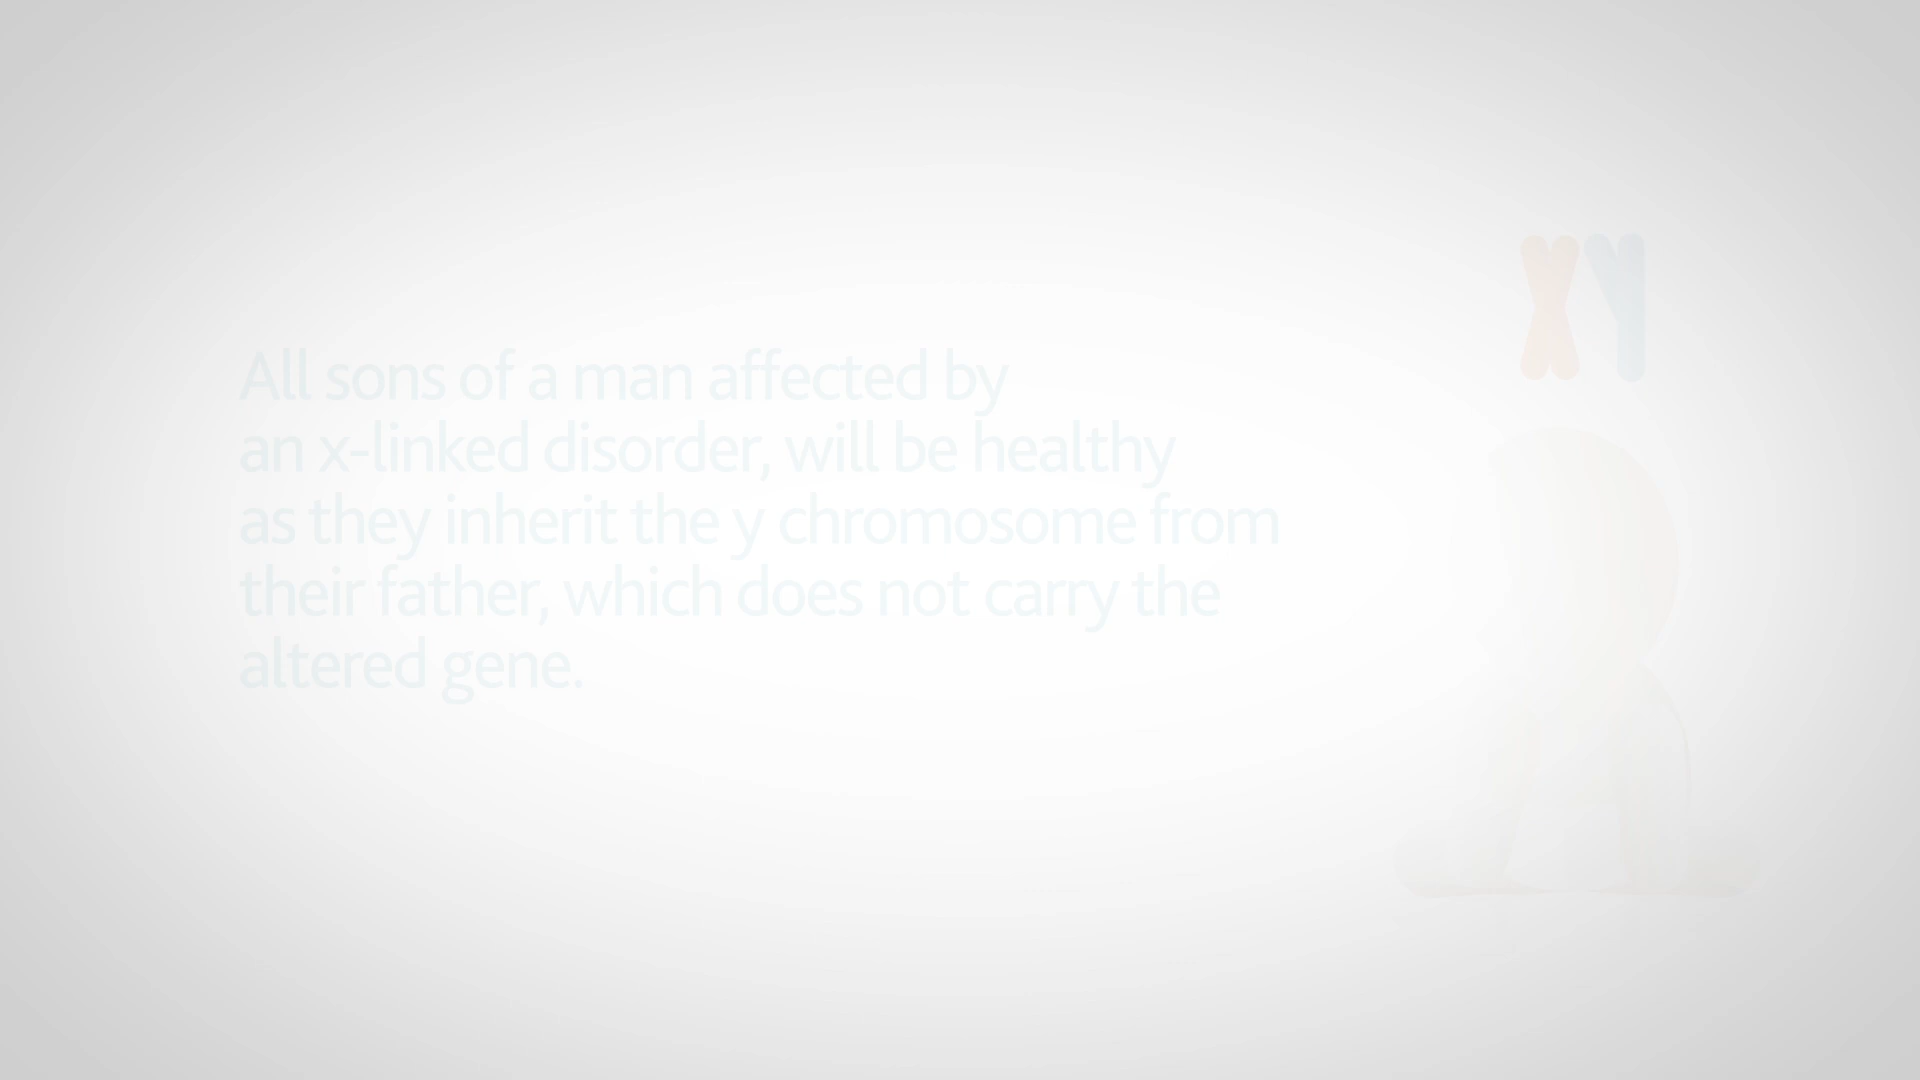 XY
All sons of a man affected by
an x-linked disorder, will be healthy
as they inherit the y chromosome from
their father, which does not carry the
altered gene.